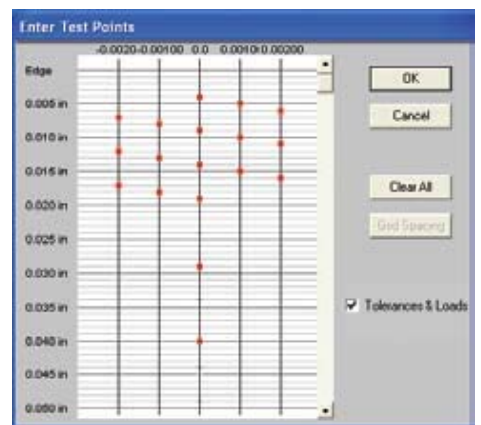 Enter Test Points
-0.0020-0.00100 0.0 0.0010 0.00200
Edge
0.005 in
0.010 in
0.015 in
0.020 in
0.025 in
0.030 in
0.035 in
0.040 in
0.045 in
0.050 in
OK
Cancel
Clear All
Grid Spacing
Tolerances & Loads